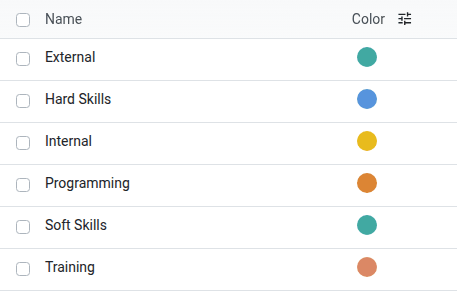 Name Color
External
Hard Skills
Internal
Programming
Soft Skills
Training